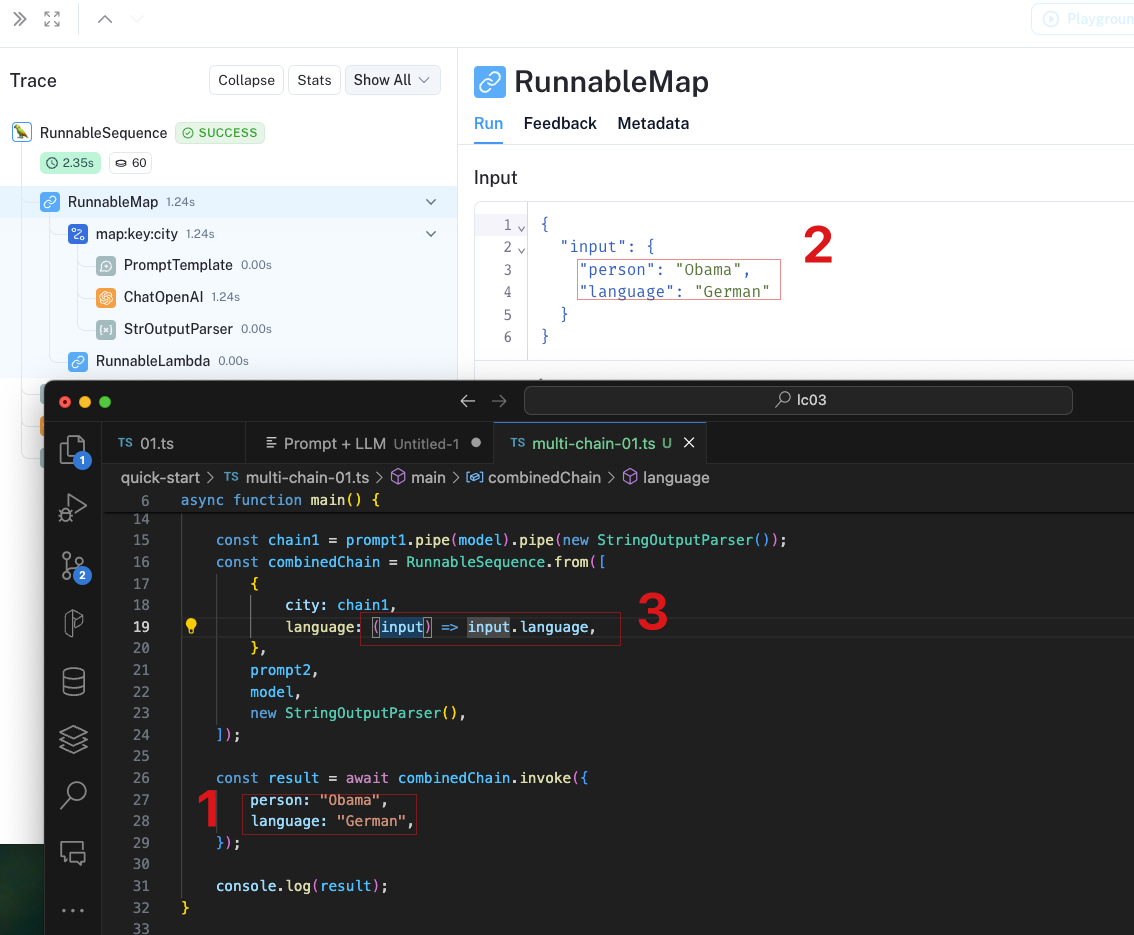 Playgroun
Trace
Collapse
Stats
Show All
RunnableSequence
SUCCESS
2.35s
60
RunnableMap 1.24s
map:key:city 1.24s
PromptTemplate 0.00s
ChatOpenAI 1.24s
StrOutputParser 0.00s
RunnableLambda 0.00s
RunnableMap
Run Feedback Metadata
Input
1 {
2 "input": {
3 "person": "Obama",
4 "language": "German"
5 }
6 }
2
lc03
TS 01.ts
Prompt + LLM Untitled-1
TS multi-chain-01.ts U
quick-start > TS multi-chain-01.ts > main > combinedChain > language
6 async function main() {
14
15 const chain1 = prompt1.pipe(model).pipe(new StringOutputParser());
16 const combinedChain = RunnableSequence.from([
17 {
18 city: chain1,
19 language: (input) => input.language,
20 },
21 prompt2,
22 model,
23 new StringOutputParser(),
24 ]);
25
26 const result = await combinedChain.invoke({
27 person: "Obama",
28 language: "German",
29 });
30
31 console.log(result);
32 }
33
3
1
1
2